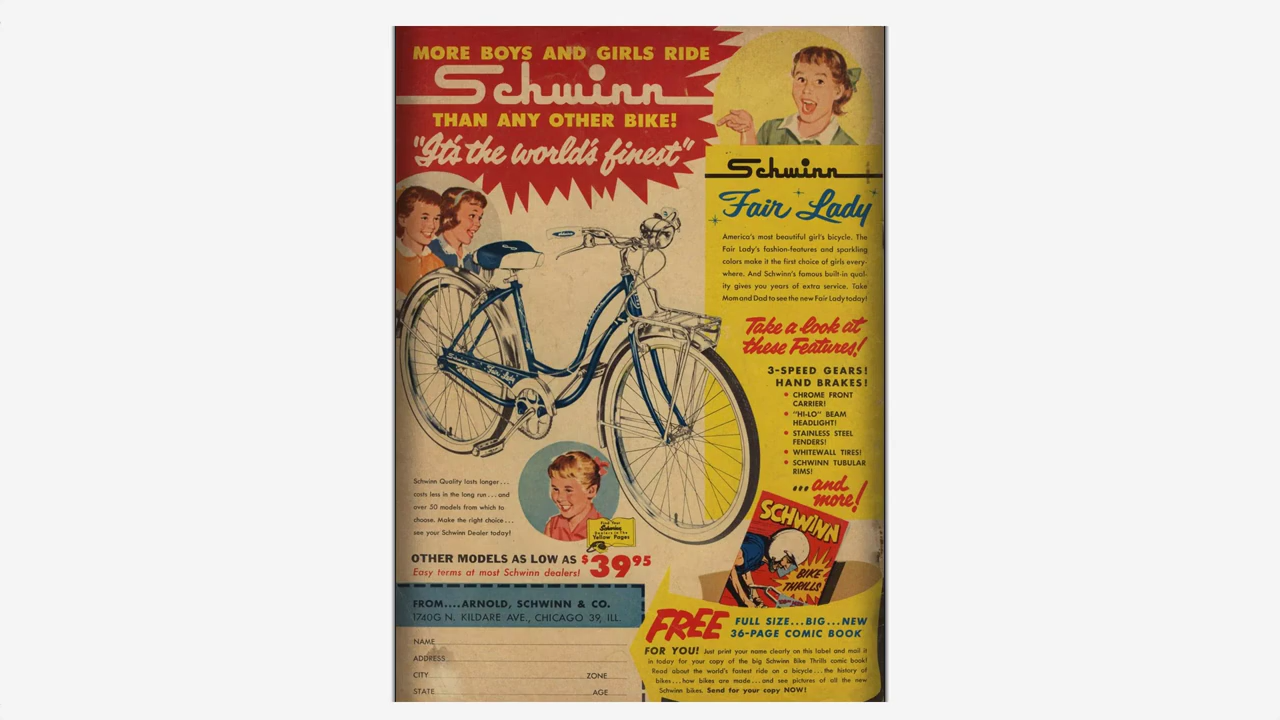 MORE BOYS AND GIRLS RIDE
Schwinn
THAN ANY OTHER BIKE!
"It's the world's finest"
Schwinn
Fair Lady
America's most beautiful girl's bicycle. The
Fair Lady's fashion-features and sparkling
colors make it the first choice of girls every-
where. And Schwinn's famous built-in qual-
ity gives you years of extra service. Take
Mom and Dad to see the new Fair Lady today!
Take a look at
these Features!
3-SPEED GEARS!
HAND BRAKES!
• CHROME FRONT
CARRIER!
• "HI-LO" BEAM
HEADLIGHT!
• STAINLESS STEEL
FENDERS!
• WHITEWALL TIRES!
• SCHWINN TUBULAR
RIMS!
...and
more!
Schwinn
Fair Lady
Schwinn Quality lasts longer...
costs less in the long run...and
over 50 models from which to
choose. Make the right choice...
see your Schwinn Dealer today!
Find Your
Schwinn
Dealers in The
Yellow Pages
OTHER MODELS AS LOW AS $39.95
Easy terms at most Schwinn dealers!
SCHWINN
BIKE
THRILLS
FROM....ARNOLD, SCHWINN & CO.
1740G N. KILDARE AVE., CHICAGO 39, ILL.
NAME
ADDRESS
CITY ZONE
STATE AGE
FREE FULL SIZE...BIG...NEW
36-PAGE COMIC BOOK
FOR YOU! Just print your name clearly on this label and mail it
in today for your copy of the big Schwinn Bike Thrills comic book!
Read about the world's fastest ride on a bicycle...the history of
bikes...how bikes are made...and see pictures of all the new
Schwinn bikes. Send for your copy NOW!